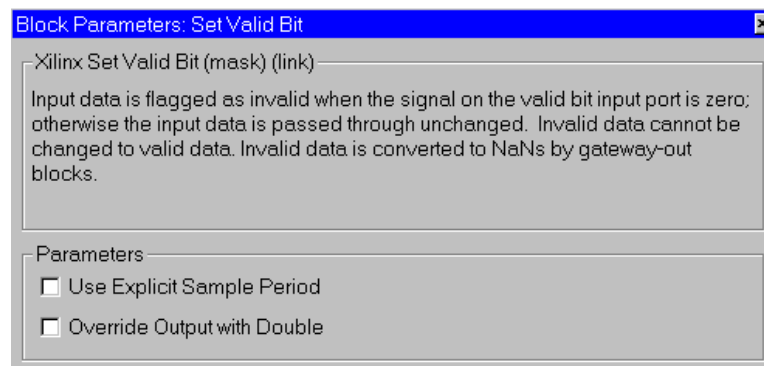 Block Parameters: Set Valid Bit
Xilinx Set Valid Bit (mask) (link)
Input data is flagged as invalid when the signal on the valid bit input port is zero;
otherwise the input data is passed through unchanged.  Invalid data cannot be
changed to valid data. Invalid data is converted to NaNs by gateway-out
blocks.
Parameters
Use Explicit Sample Period
Override Output with Double